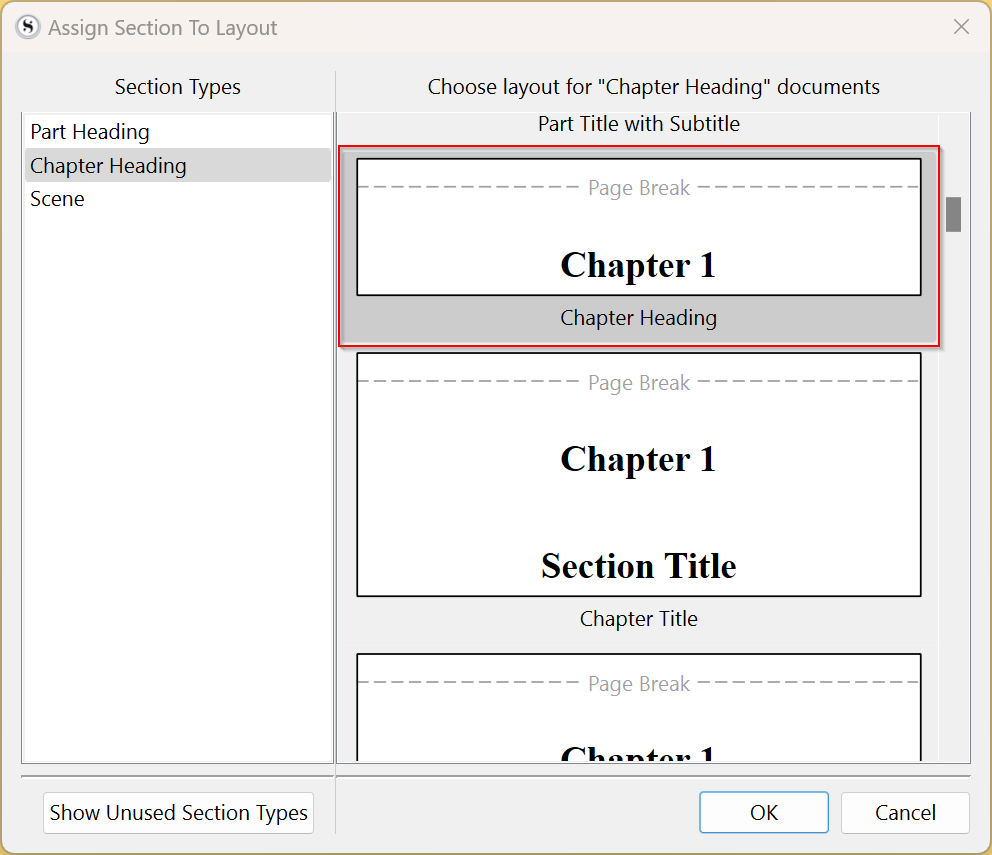 Assign Section To Layout
Section Types
Part Heading
Chapter Heading
Scene
Show Unused Section Types
Choose layout for "Chapter Heading" documents
Part Title with Subtitle
Page Break
Chapter 1
Chapter Heading
Page Break
Chapter 1
Section Title
Chapter Title
Page Break
Chapter 1
OK
Cancel